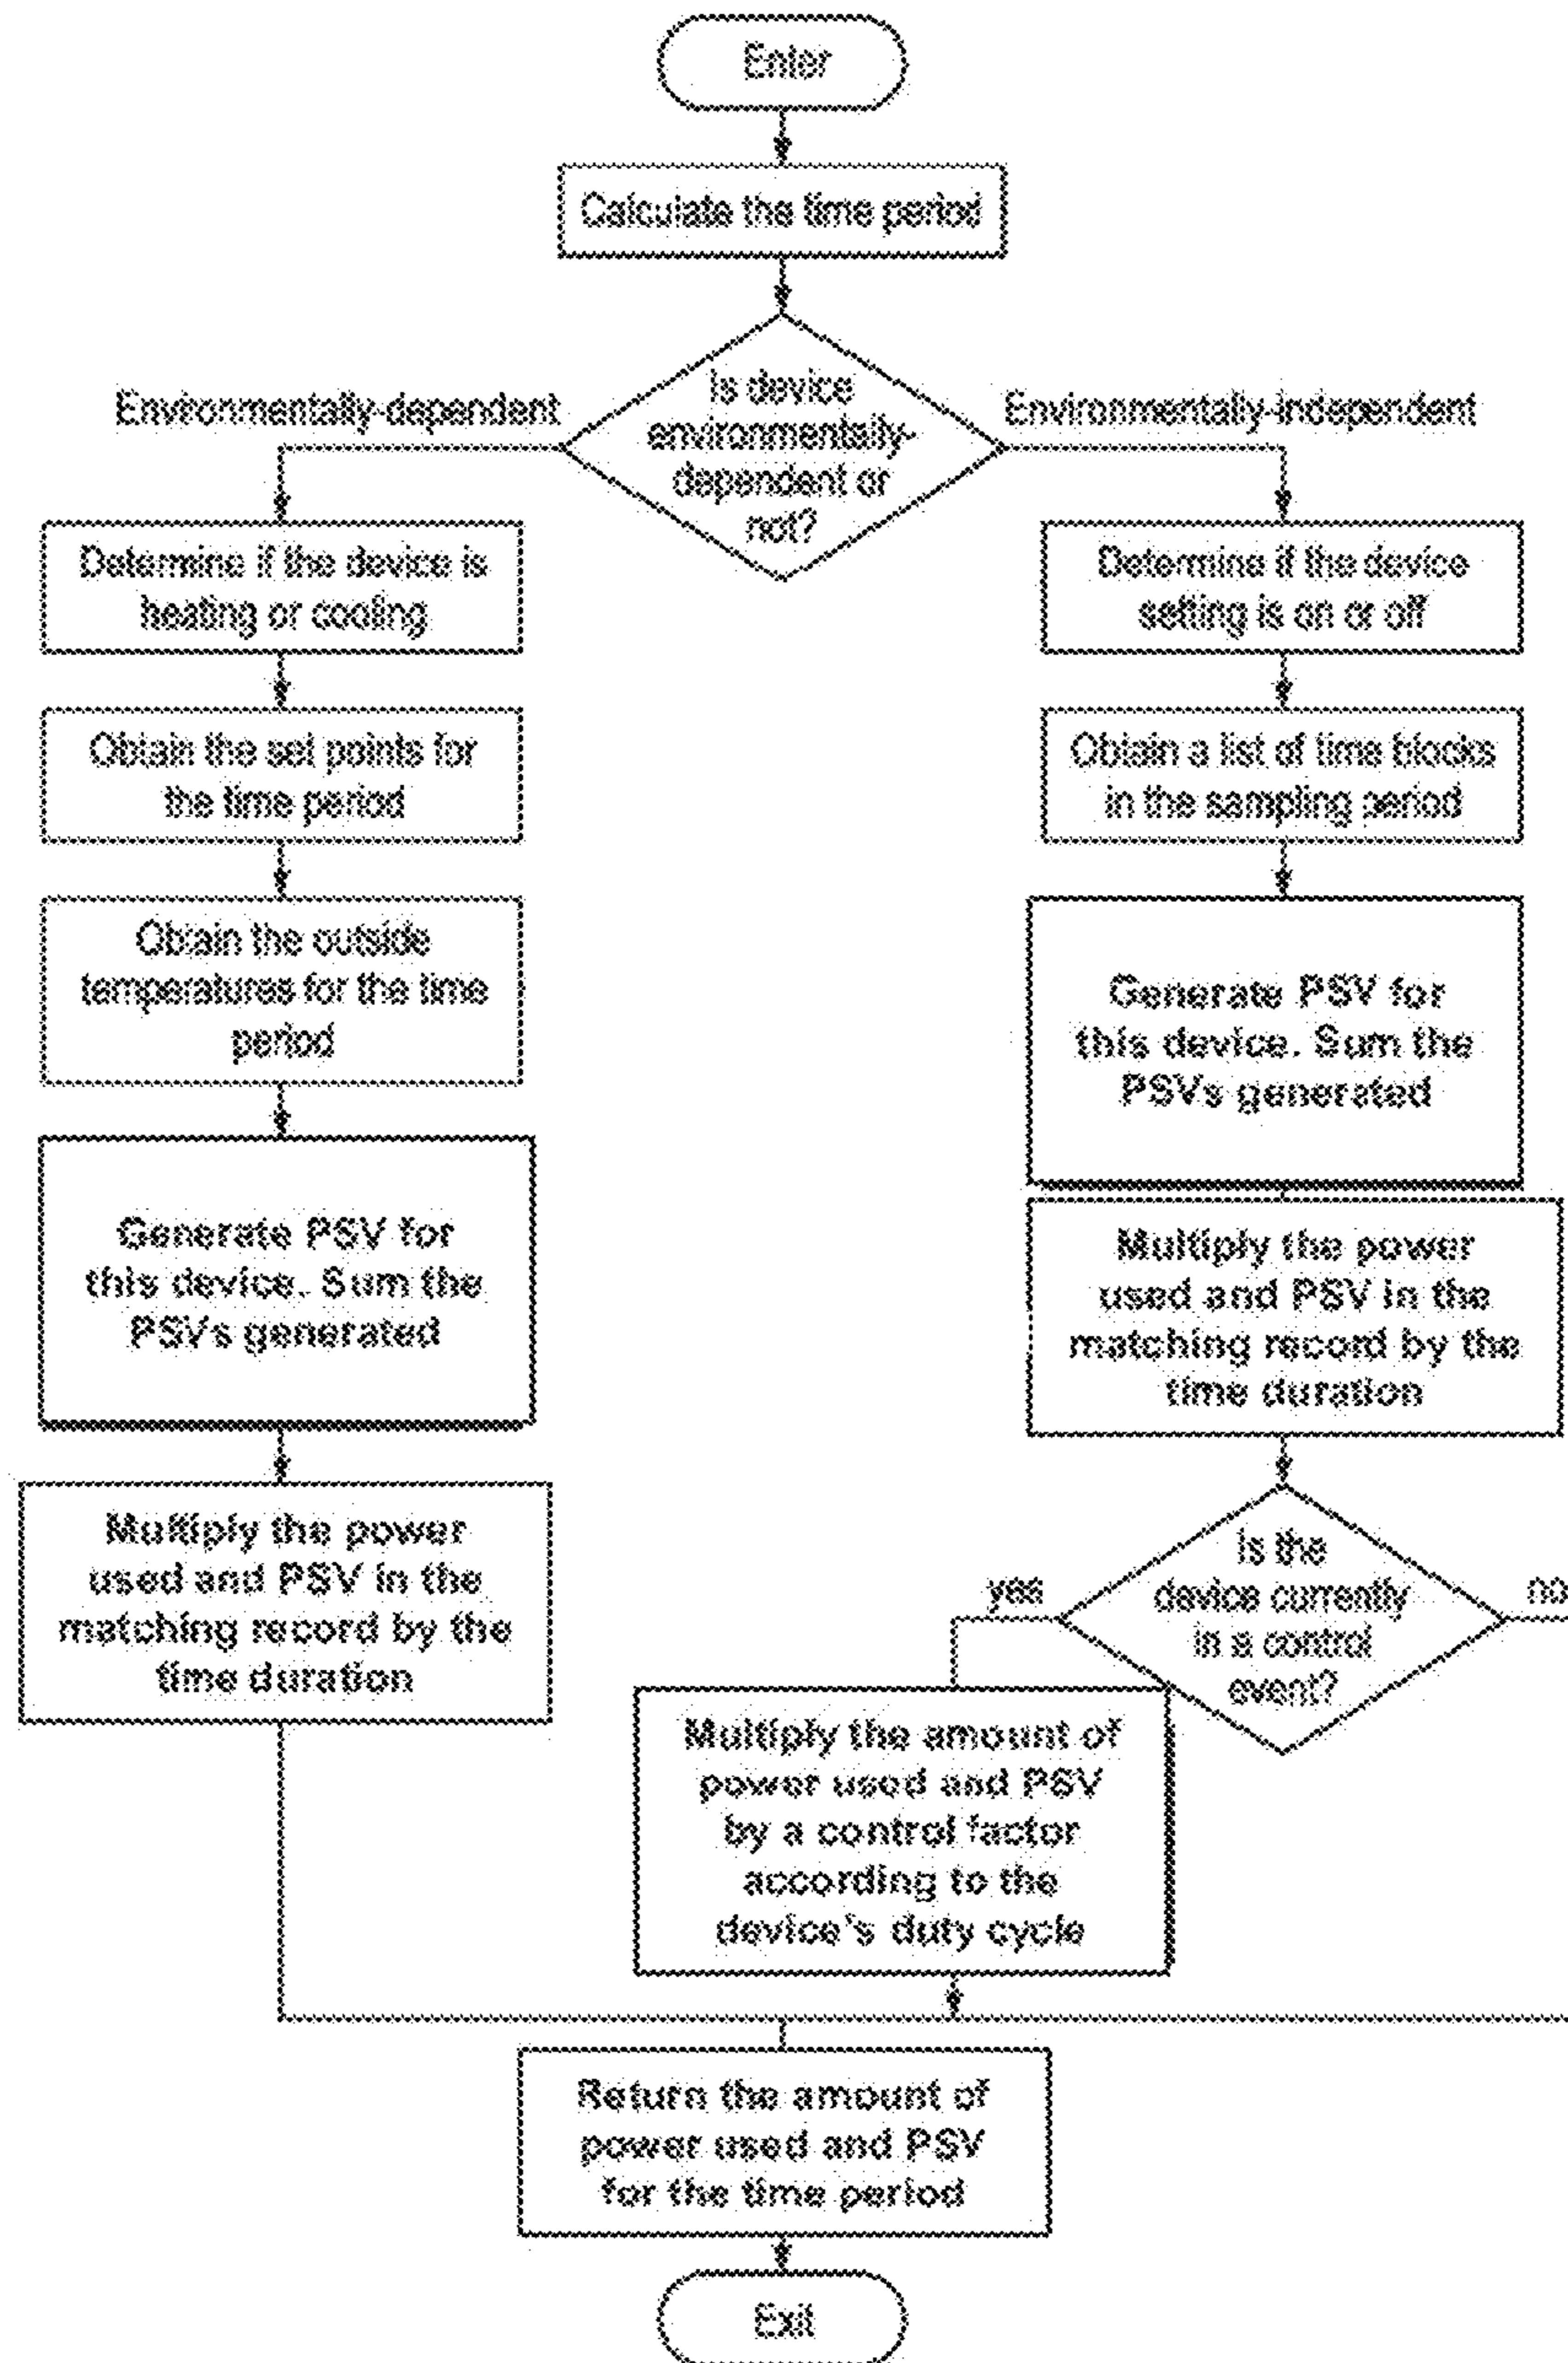 Enter
Calculate the time period
Is device
environmentally-
dependent or
not?
Environmentally-dependent
Environmentally-independent
Determine if the device is
heating or cooling
Obtain the set points for
the time period
Obtain the outside
temperatures for the time
period
Generate PSV for
this device. Sum the
PSVs generated
Multiply the power
used and PSV in the
matching record by the
time duration
Determine if the device
setting is on or off
Obtain a list of time blocks
in the sampling period
Generate PSV for
this device. Sum the
PSVs generated
Multiply the power
used and PSV in the
matching record by the
time duration
Is the
device currently
in a control
event?
yes
no
Multiply the amount of
power used and PSV
by a control factor
according to the
device's duty cycle
Return the amount of
power used and PSV
for the time period
Exit